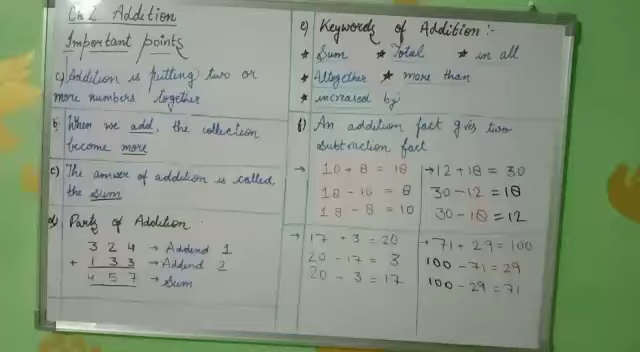 Ch 2 Addition
Important points
a) Addition is putting two or
more numbers together
b) When we add, the collection
become more
c) The answer of addition is called
the sum
d) Parts of Addition
3 2 4 → Addend 1
+ 1 3 3 → Addend 2
4 5 7 → Sum
e) Keywords of Addition :-
★ Sum ★ Total ★ in all
★ Altogether ★ more than
★ increased by
f) An addition fact gives two
subtraction fact
→ 10 + 8 = 18
18 - 10 = 8
18 - 8 = 10
→ 12 + 18 = 30
30 - 12 = 18
30 - 18 = 12
→ 17 + 3 = 20
20 - 17 = 3
20 - 3 = 17
→ 71 + 29 = 100
100 - 71 = 29
100 - 29 = 71